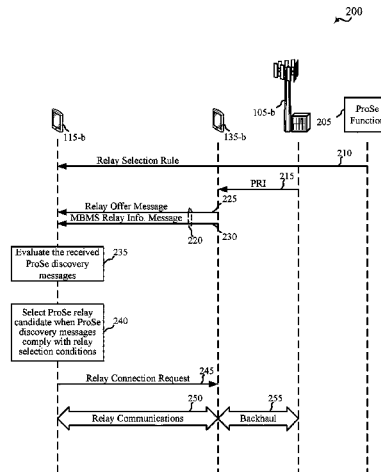 200
105-b
205
ProSe
Function
115-b
135-b
210
Relay Selection Rule
215
PRI
225
Relay Offer Message
MBMS Relay Info. Message
220
230
Evaluate the received
ProSe discovery
messages
235
Select ProSe relay
candidate when ProSe
discovery messages
comply with relay
selection conditions
240
245
Relay Connection Request
250
255
Relay Communications
Backhaul